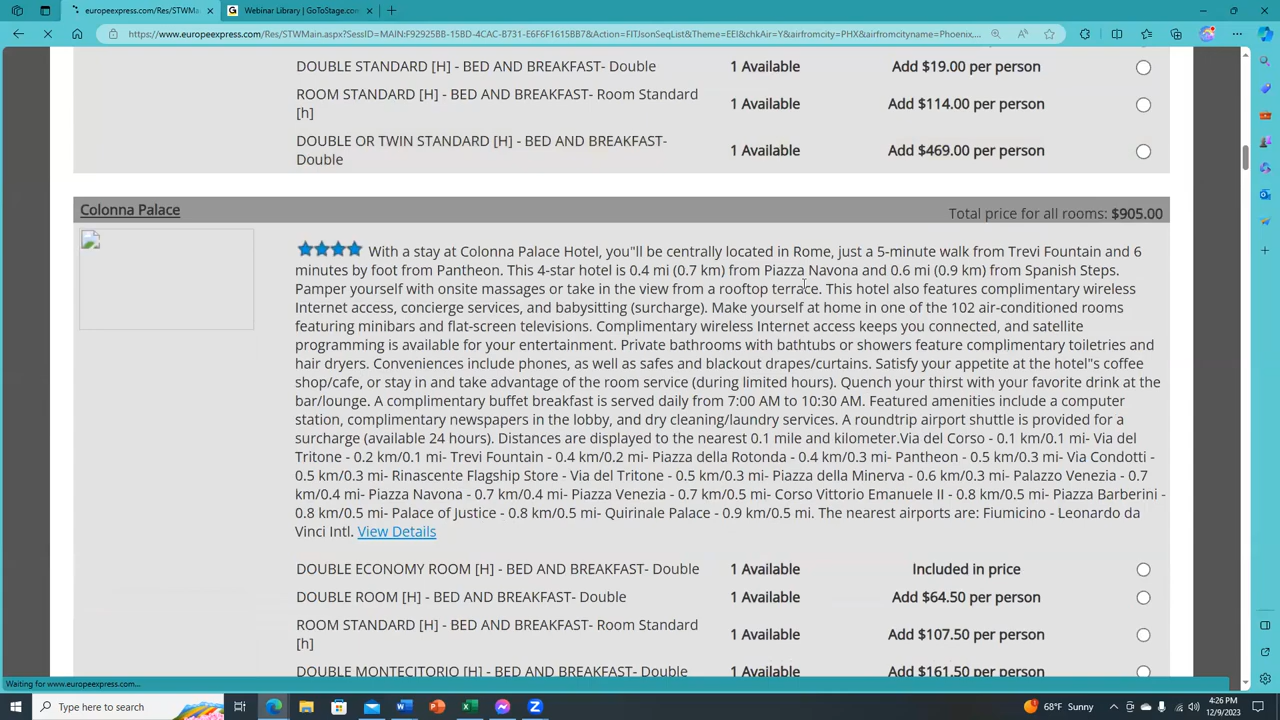 europeexpress.com/Res/STWMa
Webinar Library | GoToStage.com
https://www.europeexpress.com/Res/STWMain.aspx?SessID=MAIN:F92925BB-15BD-4CAC-B731-E6F6F1615BB7&Action=FITJsonSeqList&Theme=EEI&chkAir=Y&airfromcity=PHX&airfromcityname=Phoenix,...
DOUBLE STANDARD [H] - BED AND BREAKFAST- Double 1 Available Add $19.00 per person
ROOM STANDARD [H] - BED AND BREAKFAST- Room Standard
[h] 1 Available Add $114.00 per person
DOUBLE OR TWIN STANDARD [H] - BED AND BREAKFAST-
Double 1 Available Add $469.00 per person
Colonna Palace Total price for all rooms: $905.00
With a stay at Colonna Palace Hotel, you"ll be centrally located in Rome, just a 5-minute walk from Trevi Fountain and 6
minutes by foot from Pantheon. This 4-star hotel is 0.4 mi (0.7 km) from Piazza Navona and 0.6 mi (0.9 km) from Spanish Steps.
Pamper yourself with onsite massages or take in the view from a rooftop terrace. This hotel also features complimentary wireless
Internet access, concierge services, and babysitting (surcharge). Make yourself at home in one of the 102 air-conditioned rooms
featuring minibars and flat-screen televisions. Complimentary wireless Internet access keeps you connected, and satellite
programming is available for your entertainment. Private bathrooms with bathtubs or showers feature complimentary toiletries and
hair dryers. Conveniences include phones, as well as safes and blackout drapes/curtains. Satisfy your appetite at the hotel"s coffee
shop/cafe, or stay in and take advantage of the room service (during limited hours). Quench your thirst with your favorite drink at the
bar/lounge. A complimentary buffet breakfast is served daily from 7:00 AM to 10:30 AM. Featured amenities include a computer
station, complimentary newspapers in the lobby, and dry cleaning/laundry services. A roundtrip airport shuttle is provided for a
surcharge (available 24 hours). Distances are displayed to the nearest 0.1 mile and kilometer.Via del Corso - 0.1 km/0.1 mi- Via del
Tritone - 0.2 km/0.1 mi- Trevi Fountain - 0.4 km/0.2 mi- Piazza della Rotonda - 0.4 km/0.3 mi- Pantheon - 0.5 km/0.3 mi- Via Condotti -
0.5 km/0.3 mi- Rinascente Flagship Store - Via del Tritone - 0.5 km/0.3 mi- Piazza della Minerva - 0.6 km/0.3 mi- Palazzo Venezia - 0.7
km/0.4 mi- Piazza Navona - 0.7 km/0.4 mi- Piazza Venezia - 0.7 km/0.5 mi- Corso Vittorio Emanuele II - 0.8 km/0.5 mi- Piazza Barberini -
0.8 km/0.5 mi- Palace of Justice - 0.8 km/0.5 mi- Quirinale Palace - 0.9 km/0.5 mi. The nearest airports are: Fiumicino - Leonardo da
Vinci Intl. View Details
DOUBLE ECONOMY ROOM [H] - BED AND BREAKFAST- Double 1 Available Included in price
DOUBLE ROOM [H] - BED AND BREAKFAST- Double 1 Available Add $64.50 per person
ROOM STANDARD [H] - BED AND BREAKFAST- Room Standard
[h] 1 Available Add $107.50 per person
DOUBLE MONTECITORIO [H] - BED AND BREAKFAST- Double 1 Available Add $161.50 per person
Waiting for www.europeexpress.com...
Type here to search
68°F Sunny
4:26 PM
12/9/2023